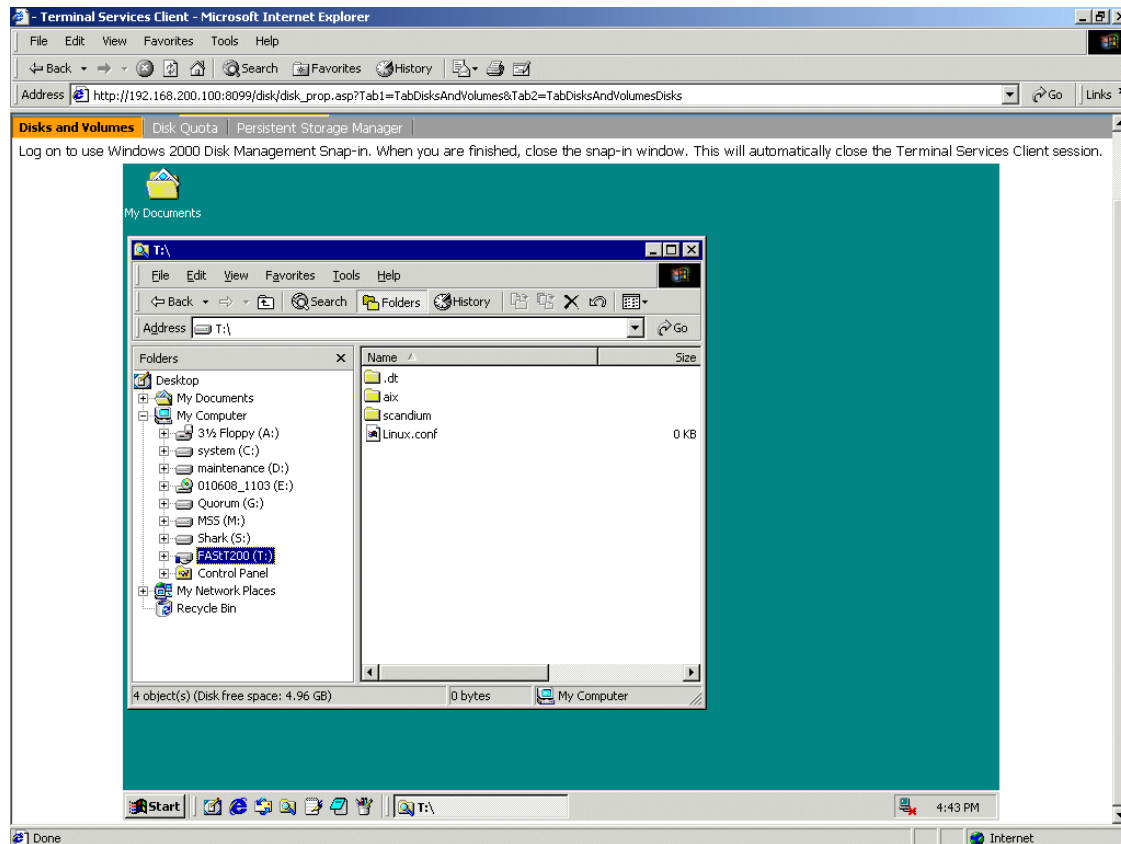 - Terminal Services Client - Microsoft Internet Explorer
File Edit View Favorites Tools Help
Back Search Favorites History
Address http://192.168.200.100:8099/disk/disk_prop.asp?Tab1=TabDisksAndVolumes&Tab2=TabDisksAndVolumesDisks Go Links
Disks and Volumes Disk Quota Persistent Storage Manager
Log on to use Windows 2000 Disk Management Snap-in. When you are finished, close the snap-in window. This will automatically close the Terminal Services Client session.
My Documents
T:\
File Edit View Favorites Tools Help
Back Search Folders History
Address T:\ Go
Folders x Name Size
Desktop
My Documents
My Computer
3½ Floppy (A:)
system (C:)
maintenance (D:)
010608_1103 (E:)
Quorum (G:)
MSS (M:)
Shark (S:)
FAStT200 (T:)
Control Panel
My Network Places
Recycle Bin
.dt
aix
scandium
Linux.conf 0 KB
4 object(s) (Disk free space: 4.96 GB) 0 bytes My Computer
Start T:\ 4:43 PM
Done Internet